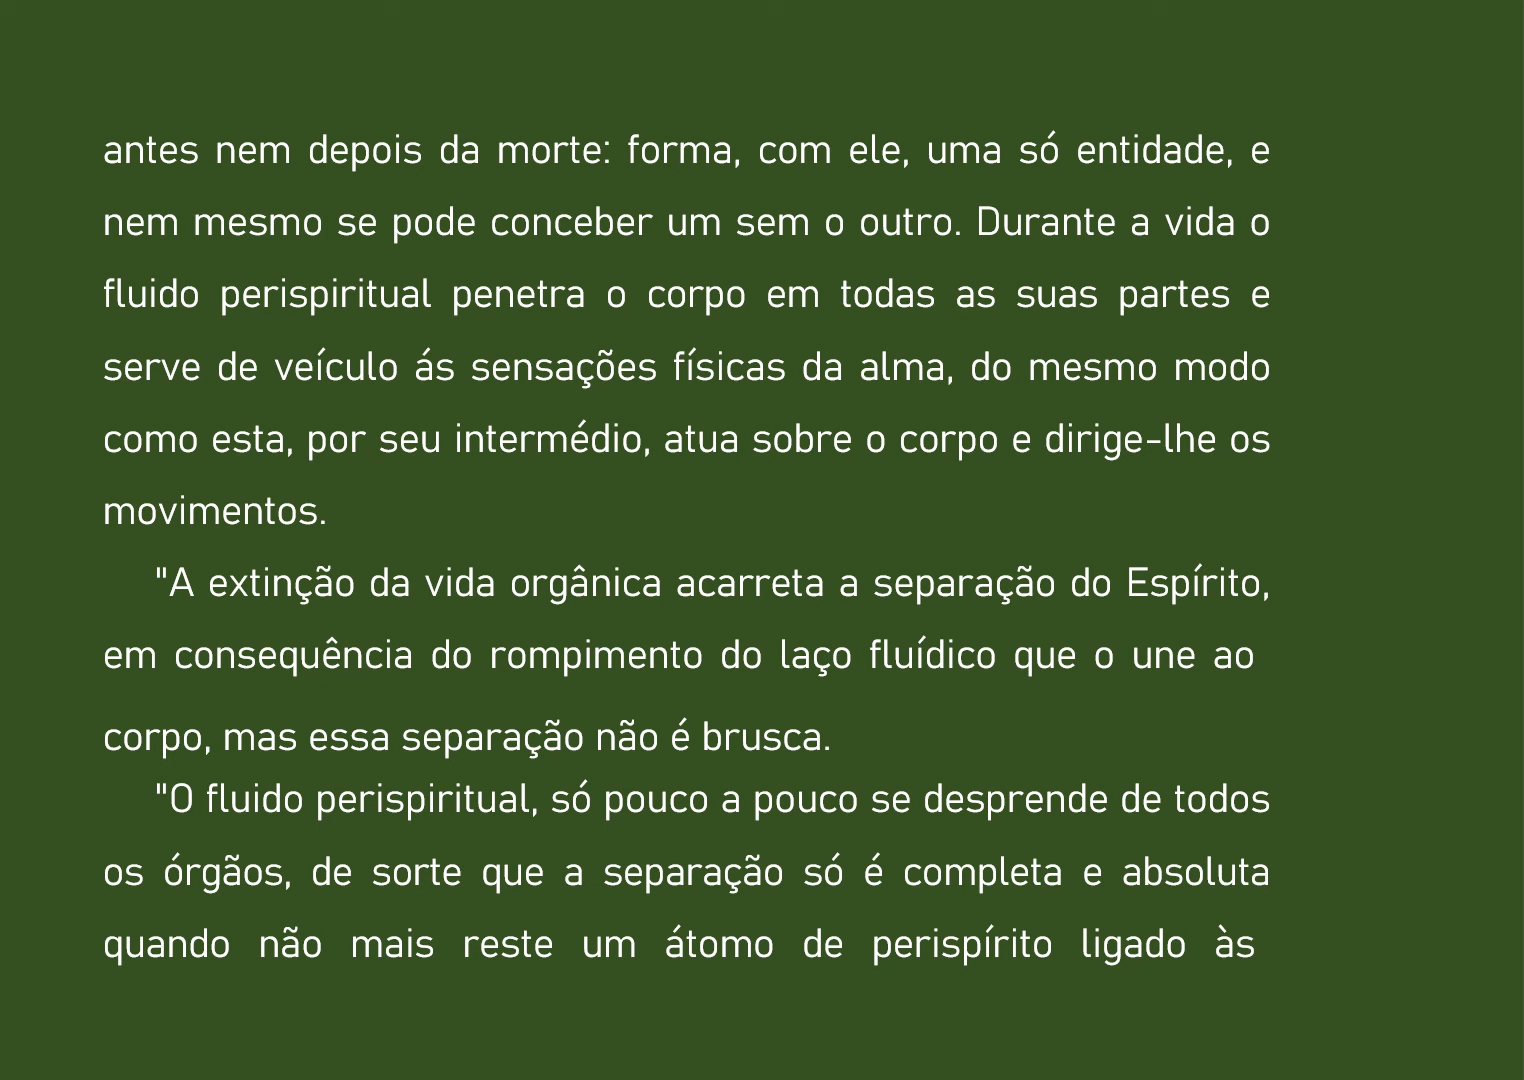 antes nem depois da morte: forma, com ele, uma só entidade, e
nem mesmo se pode conceber um sem o outro. Durante a vida o
fluido perispiritual penetra o corpo em todas as suas partes e
serve de veículo ás sensações físicas da alma, do mesmo modo
como esta, por seu intermédio, atua sobre o corpo e dirige-lhe os
movimentos.
"A extinção da vida orgânica acarreta a separação do Espírito,
em consequência do rompimento do laço fluídico que o une ao
corpo, mas essa separação não é brusca.
"O fluido perispiritual, só pouco a pouco se desprende de todos
os órgãos, de sorte que a separação só é completa e absoluta
quando não mais reste um átomo de perispírito ligado às